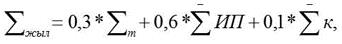 ∑жыл = 0,3 * ∑т + 0,6 * ∑̄ ИП + 0,1 * ∑̄ к,